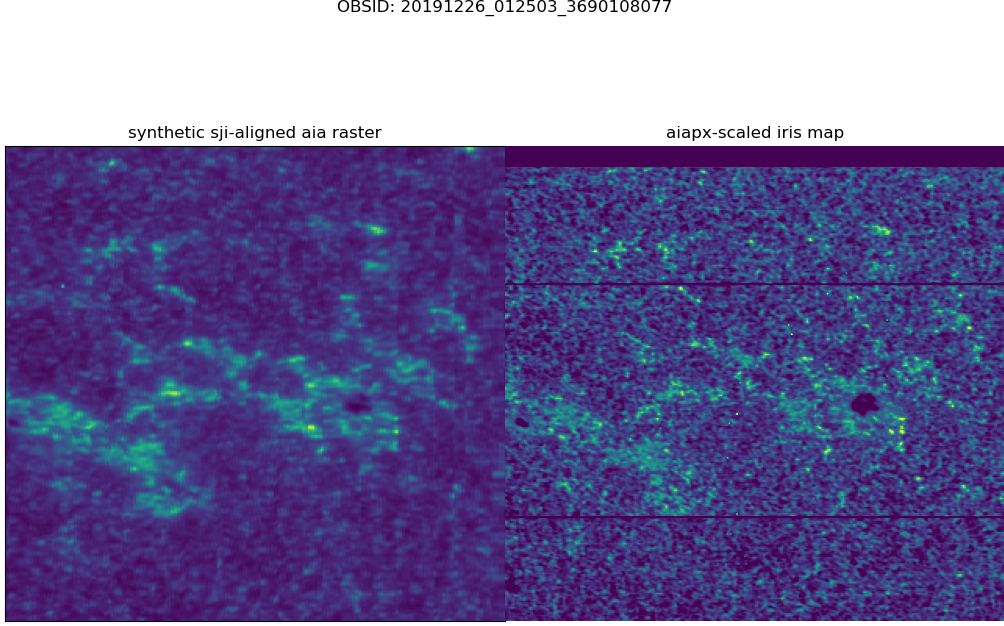 OBSID: 20191226_012503_3690108077
synthetic sji-aligned aia raster
aiapx-scaled iris map